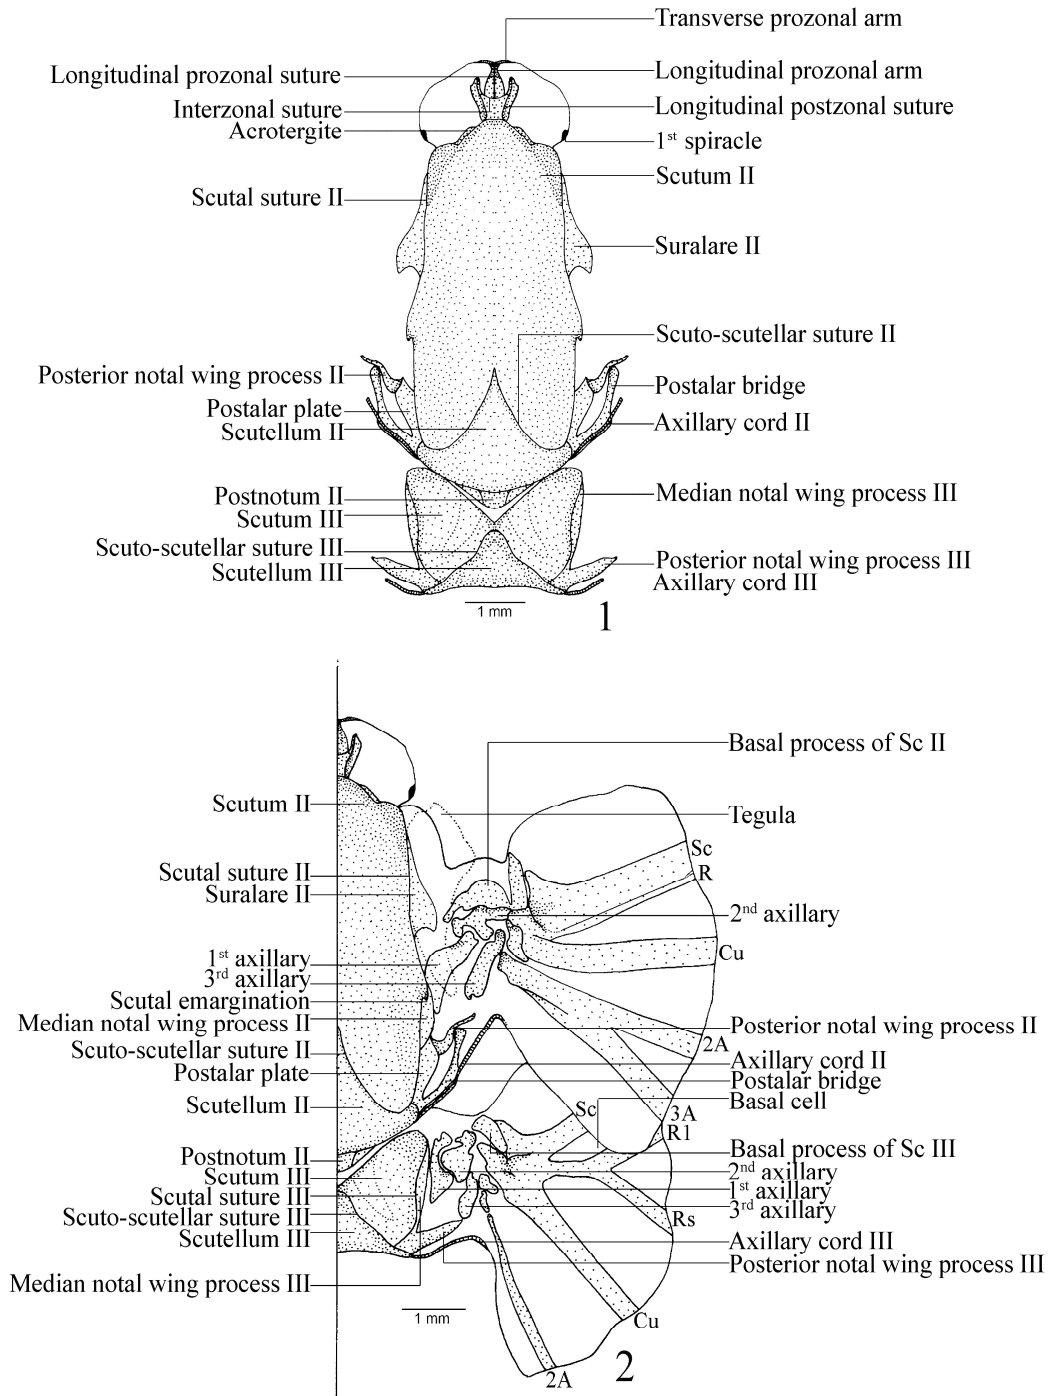 Transverse prozonal arm
Longitudinal prozonal suture
Longitudinal prozonal arm
Interzonal suture
Longitudinal postzonal suture
Acrotergite
1st spiracle
Scutum II
Scutal suture II
Suralare II
Scuto-scutellar suture II
Posterior notal wing process II
Postalar bridge
Postalar plate
Axillary cord II
Scutellum II
Postnotum II
Median notal wing process III
Scutum III
Scuto-scutellar suture III
Posterior notal wing process III
Scutellum III
Axillary cord III
1 mm
1
Basal process of Sc II
Scutum II
Tegula
Sc
R
Scutal suture II
Suralare II
2nd axillary
Cu
1st axillary
3rd axillary
Scutal emargination
Median notal wing process II
Posterior notal wing process II
2A
Scuto-scutellar suture II
Axillary cord II
Postalar plate
Postalar bridge
Basal cell
Scutellum II
Sc
3A
R1
Basal process of Sc III
Postnotum II
2nd axillary
Scutum III
1st axillary
Scutal suture III
3rd axillary
Scuto-scutellar suture III
Rs
Scutellum III
Axillary cord III
Posterior notal wing process III
Median notal wing process III
1 mm
Cu
2
2A